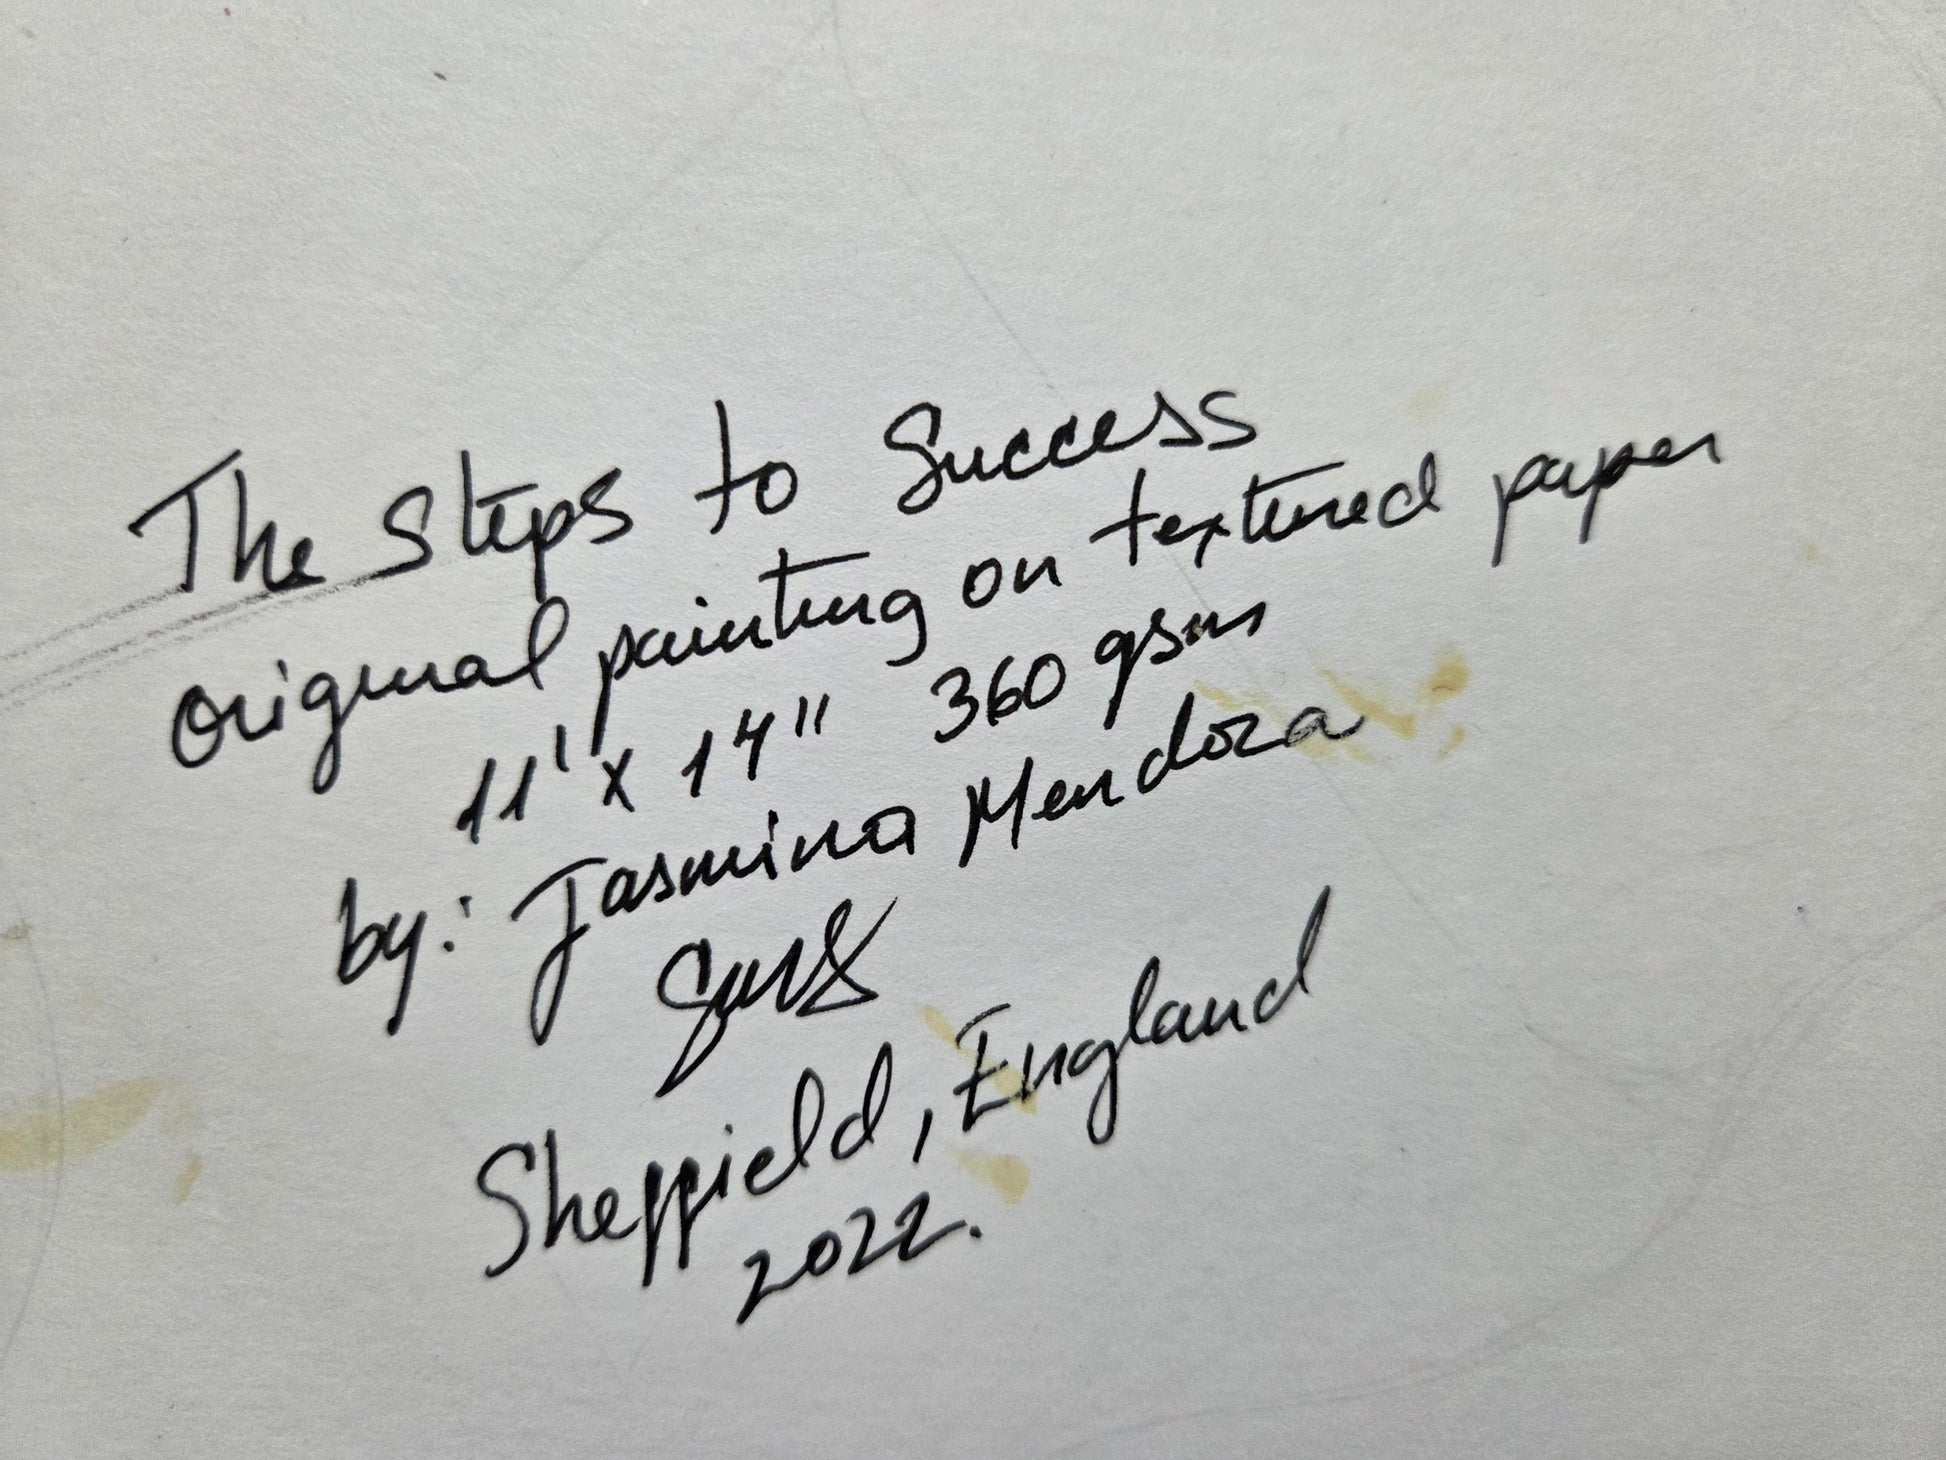 The Steps to Success
original painting on textured paper
11' x 14" 360 gsm
by: Jasmina Mendoza
Sheffield, England
2022.